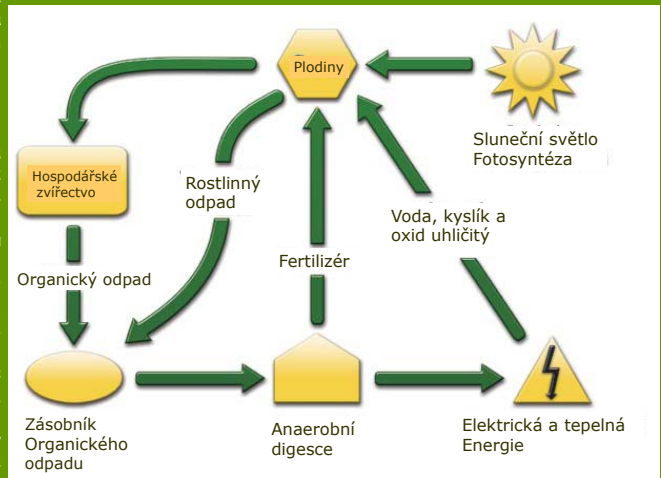 Plodiny
Sluneční světlo
Fotosyntéza
Hospodářské
zvířectvo
Rostlinný
odpad
Voda, kyslík a
oxid uhličitý
Fertilizér
Organický odpad
Zásobník
Organického
odpadu
Anaerobní
digesce
Elektrická a tepelná
Energie